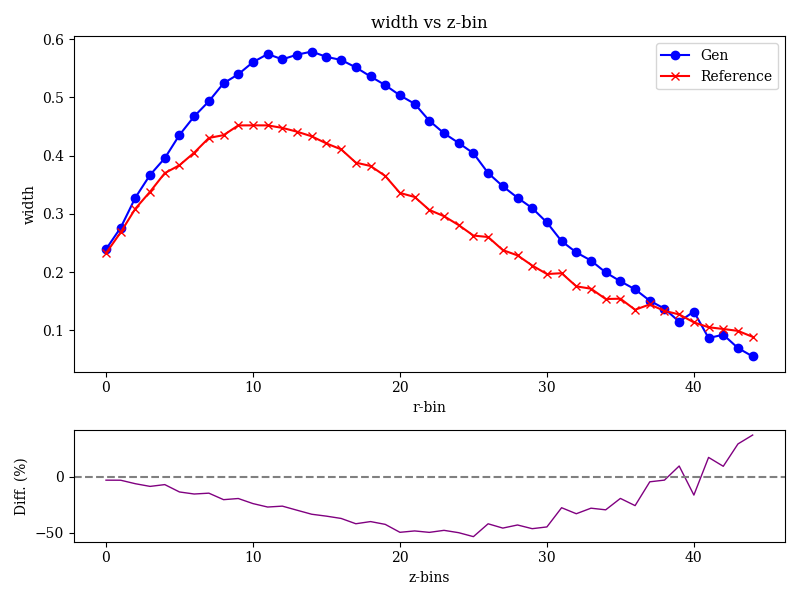 width vs z-bin
Gen
Reference
width
0.6
0.5
0.4
0.3
0.2
0.1
0 10 20 30 40
r-bin
Diff. (%)
0
−50
0 10 20 30 40
z-bins